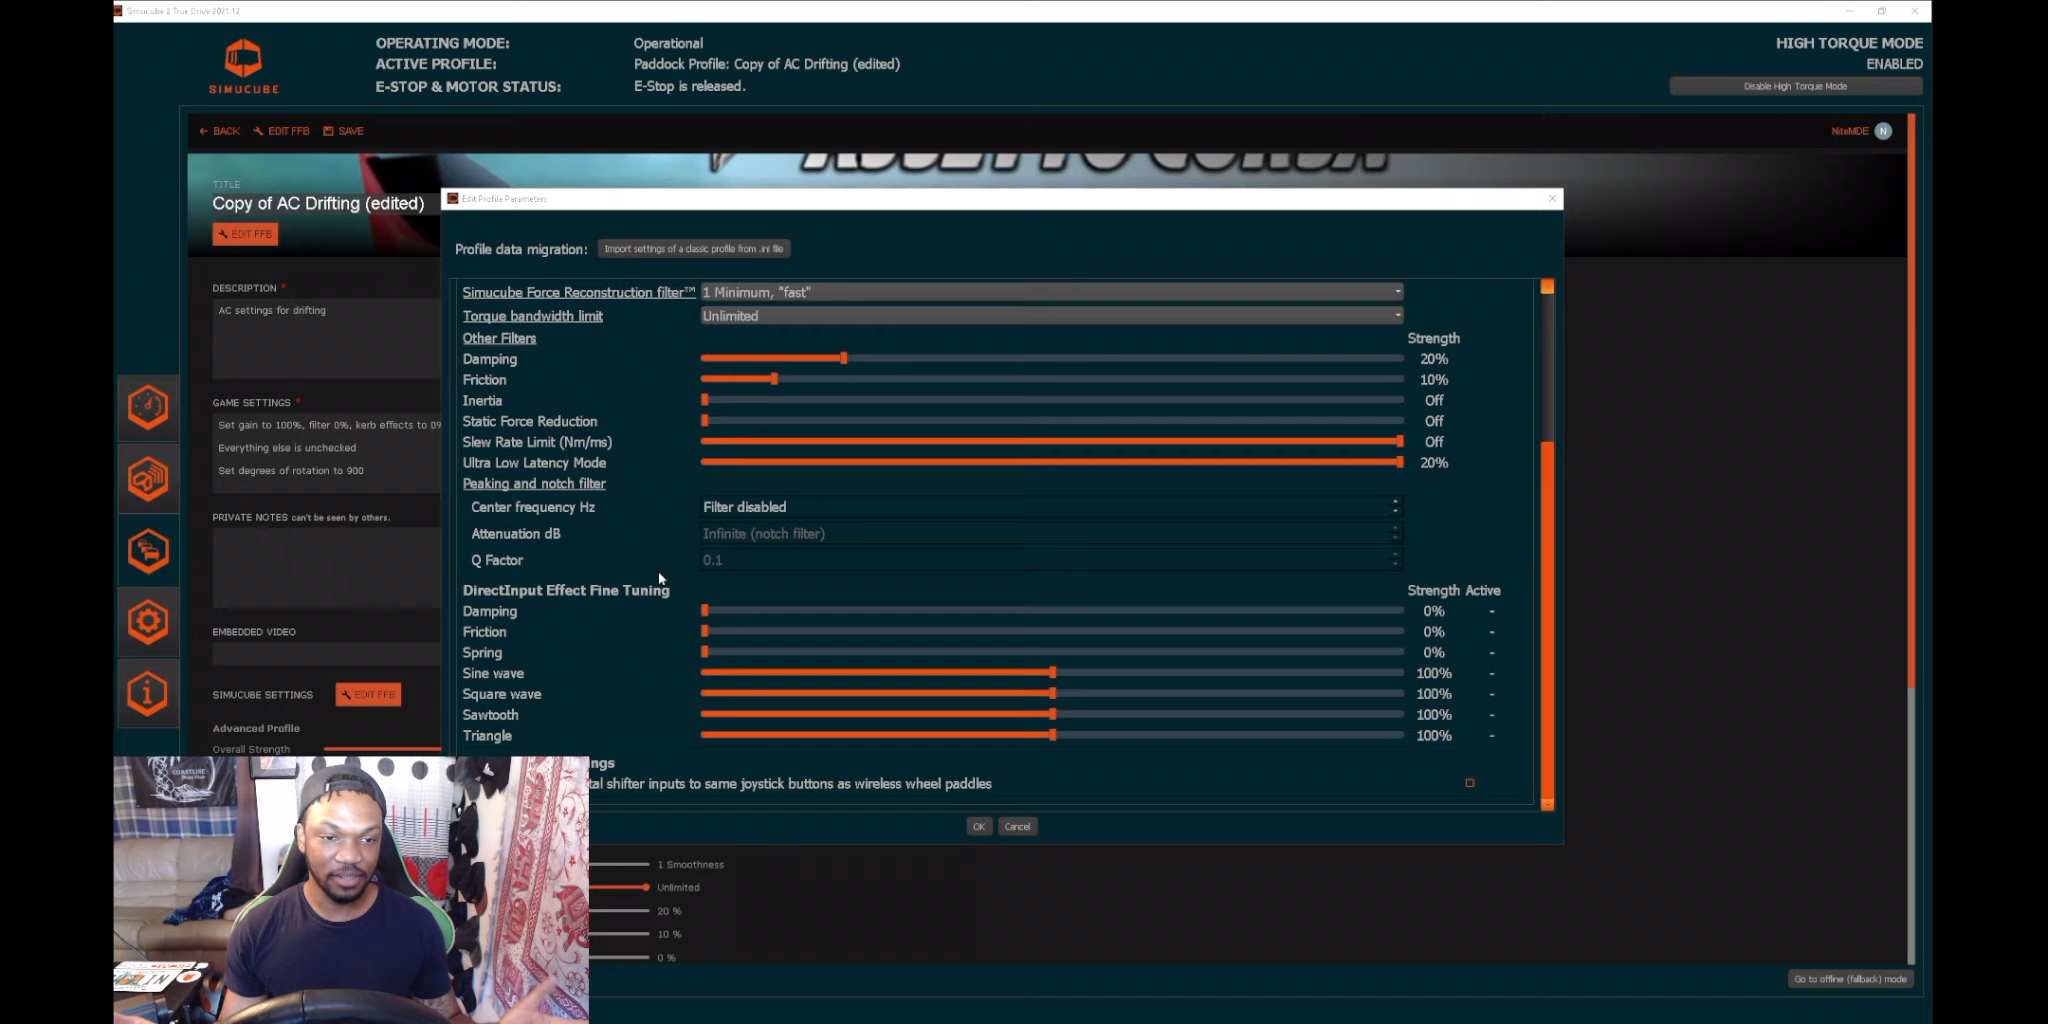 Simucube 2 True Drive 2021.12
SIMUCUBE
OPERATING MODE: Operational
ACTIVE PROFILE: Paddock Profile: Copy of AC Drifting (edited)
E-STOP & MOTOR STATUS: E-Stop is released.
HIGH TORQUE MODE
ENABLED
Disable High Torque Mode
BACK EDIT FFB SAVE
NiteMDE N
ASSETTO CORSA
TITLE
Copy of AC Drifting (edited)
EDIT FFB
DESCRIPTION *
AC settings for drifting
GAME SETTINGS *
Set gain to 100%, filter 0%, kerb effects to 0%
Everything else is unchecked
Set degrees of rotation to 900
PRIVATE NOTES can't be seen by others.
EMBEDDED VIDEO
SIMUCUBE SETTINGS EDIT FFB
Advanced Profile
Overall Strength
Edit Profile Parameters
Profile data migration: Import settings of a classic profile from .ini file
Simucube Force Reconstruction filter™ 1 Minimum, "fast"
Torque bandwidth limit Unlimited
Other Filters Strength
Damping 20%
Friction 10%
Inertia Off
Static Force Reduction Off
Slew Rate Limit (Nm/ms) Off
Ultra Low Latency Mode 20%
Peaking and notch filter
Center frequency Hz Filter disabled
Attenuation dB Infinite (notch filter)
Q Factor 0.1
DirectInput Effect Fine Tuning Strength Active
Damping 0% -
Friction 0% -
Spring 0% -
Sine wave 100% -
Square wave 100% -
Sawtooth 100% -
Triangle 100% -
ngs
tal shifter inputs to same joystick buttons as wireless wheel paddles
OK Cancel
1 Smoothness
Unlimited
20 %
10 %
0 %
Go to offline (fallback) mode
COASTLINE